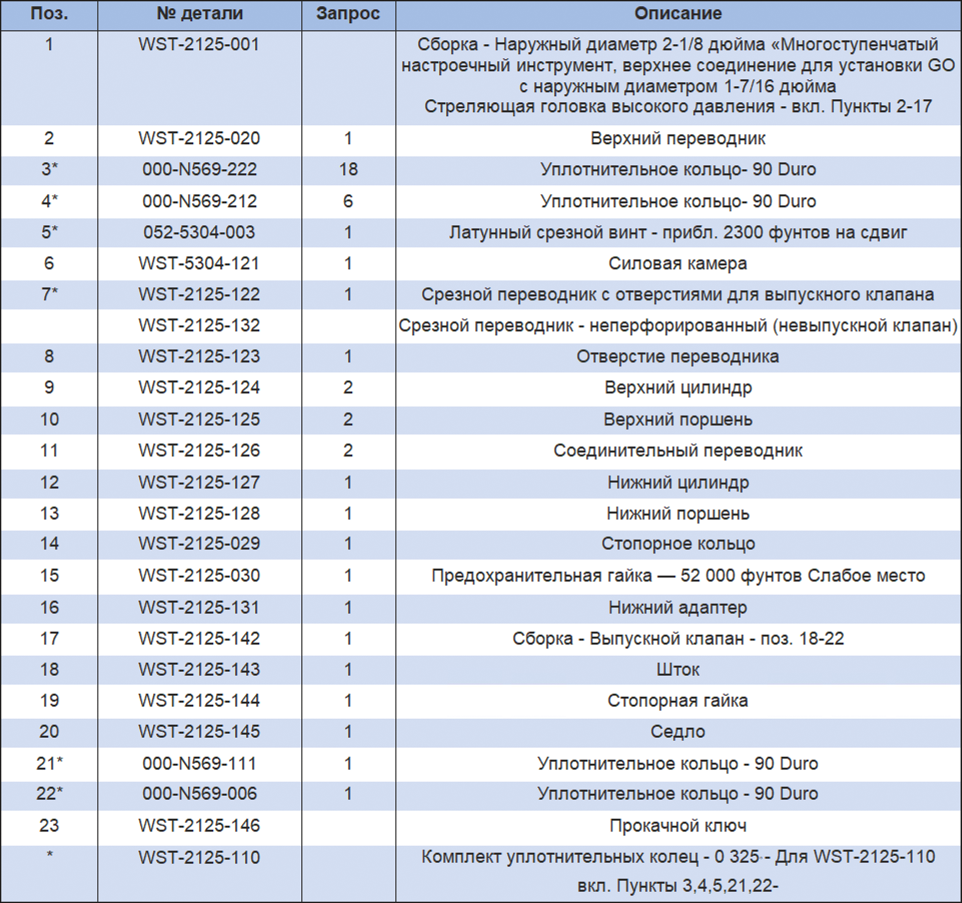 Поз. № детали Запрос Описание
1 WST-2125-001 Сборка - Наружный диаметр 2-1/8 дюйма «Многоступенчатый
настроечный инструмент, верхнее соединение для установки GO
с наружным диаметром 1-7/16 дюйма
Стреляющая головка высокого давления - вкл. Пункты 2-17
2 WST-2125-020 1 Верхний переводник
3* 000-N569-222 18 Уплотнительное кольцо- 90 Duro
4* 000-N569-212 6 Уплотнительное кольцо- 90 Duro
5* 052-5304-003 1 Латунный срезной винт - прибл. 2300 фунтов на сдвиг
6 WST-5304-121 1 Силовая камера
7* WST-2125-122 1 Срезной переводник с отверстиями для выпускного клапана
WST-2125-132 Срезной переводник - неперфорированный (невыпускной клапан)
8 WST-2125-123 1 Отверстие переводника
9 WST-2125-124 2 Верхний цилиндр
10 WST-2125-125 2 Верхний поршень
11 WST-2125-126 2 Соединительный переводник
12 WST-2125-127 1 Нижний цилиндр
13 WST-2125-128 1 Нижний поршень
14 WST-2125-029 1 Стопорное кольцо
15 WST-2125-030 1 Предохранительная гайка — 52 000 фунтов Слабое место
16 WST-2125-131 1 Нижний адаптер
17 WST-2125-142 1 Сборка - Выпускной клапан - поз. 18-22
18 WST-2125-143 1 Шток
19 WST-2125-144 1 Стопорная гайка
20 WST-2125-145 1 Седло
21* 000-N569-111 1 Уплотнительное кольцо - 90 Duro
22* 000-N569-006 1 Уплотнительное кольцо - 90 Duro
23 WST-2125-146 Прокачной ключ
* WST-2125-110 Комплект уплотнительных колец - 0 325 - Для WST-2125-110
вкл. Пункты 3,4,5,21,22-